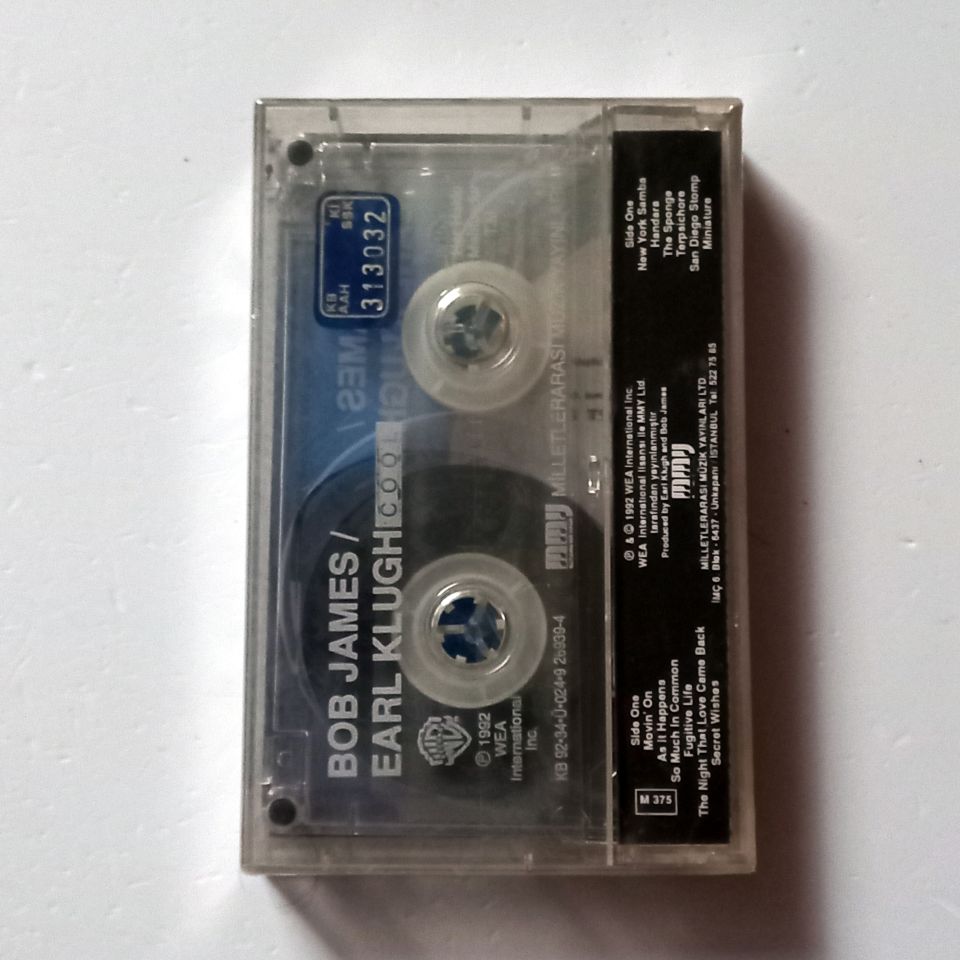 KB KI
AAH SSK
313032
BOB JAMES /
EARL KLUGH COOL
℗ 1992
WEA
International
Inc.
mmy MİLLETLERARASI MÜZİK YAYIN
KB 92-34-Ü-024-9 26939-4
M 375
Side One
Movin' On
As it Happens
So Much In Common
Fugitive Life
The Night That Love Came Back
Secret Wishes
℗ & © 1992 WEA International Inc.
WEA International lisansı ile MMY Ltd.
tarafından yayınlanmıştır
Produced by Earl Klugh and Bob James
mmy
MİLLETLERARASI MÜZİK YAYINLARI LTD
İMÇ 6. Blok - 6437 - Unkapanı - İSTANBUL Tel: 522 75 85
Side One
New York Samba
Handara
The Sponge
Terpsichore
San Diego Stomp
Miniature